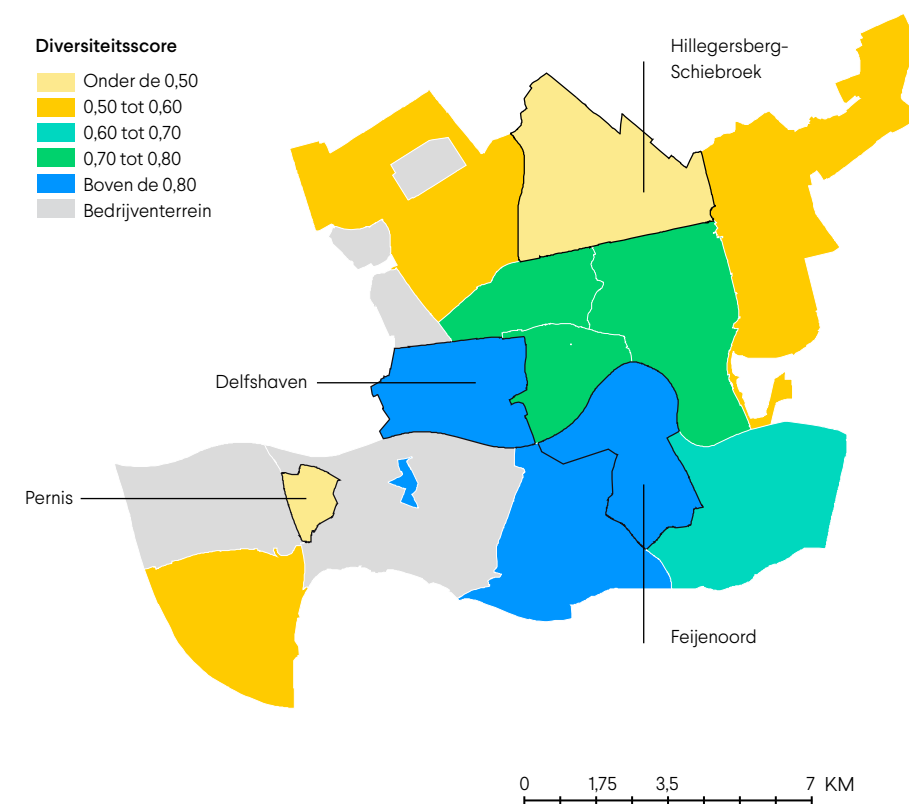 Diversiteitsscore
Onder de 0,50
0,50 tot 0,60
0,60 tot 0,70
0,70 tot 0,80
Boven de 0,80
Bedrijventerrein
Hillegersberg-
Schiebroek
Delfshaven
Pernis
Feijenoord
0 1,75 3,5 7 KM